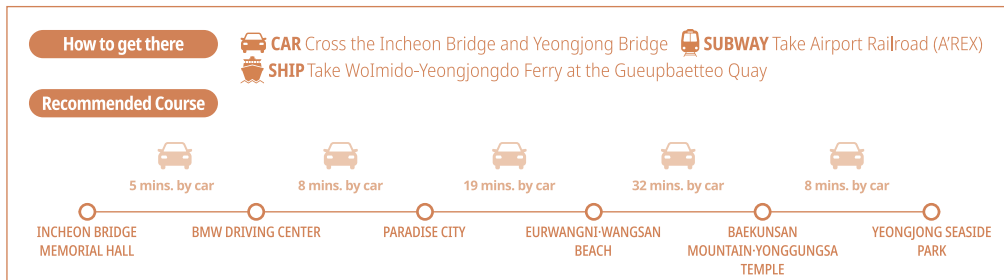 How to get there
CAR Cross the Incheon Bridge and Yeongjong Bridge SUBWAY Take Airport Railroad (A'REX)
SHIP Take WoImido-Yeongjongdo Ferry at the Gueupbaetteo Quay
Recommended Course
5 mins. by car 8 mins. by car 19 mins. by car 32 mins. by car 8 mins. by car
INCHEON BRIDGE MEMORIAL HALL
BMW DRIVING CENTER
PARADISE CITY
EURWANGNI·WANGSAN BEACH
BAEKUNSAN MOUNTAIN·YONGGUNGSA TEMPLE
YEONGJONG SEASIDE PARK